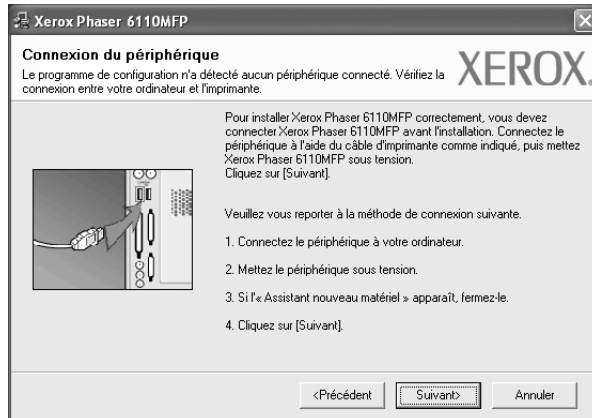 Xerox Phaser 6110MFP
Connexion du périphérique
Le programme de configuration n'a détecté aucun périphérique connecté. Vérifiez la
connexion entre votre ordinateur et l'imprimante.
XEROX.
Pour installer Xerox Phaser 6110MFP correctement, vous devez
connecter Xerox Phaser 6110MFP avant l'installation. Connectez le
périphérique à l'aide du câble d'imprimante comme indiqué, puis mettez
Xerox Phaser 6110MFP sous tension.
Cliquez sur [Suivant].
Veuillez vous reporter à la méthode de connexion suivante.
1. Connectez le périphérique à votre ordinateur.
2. Mettez le périphérique sous tension.
3. Si l'« Assistant nouveau matériel » apparaît, fermez-le.
4. Cliquez sur [Suivant].
<Précédent
Suivant>
Annuler